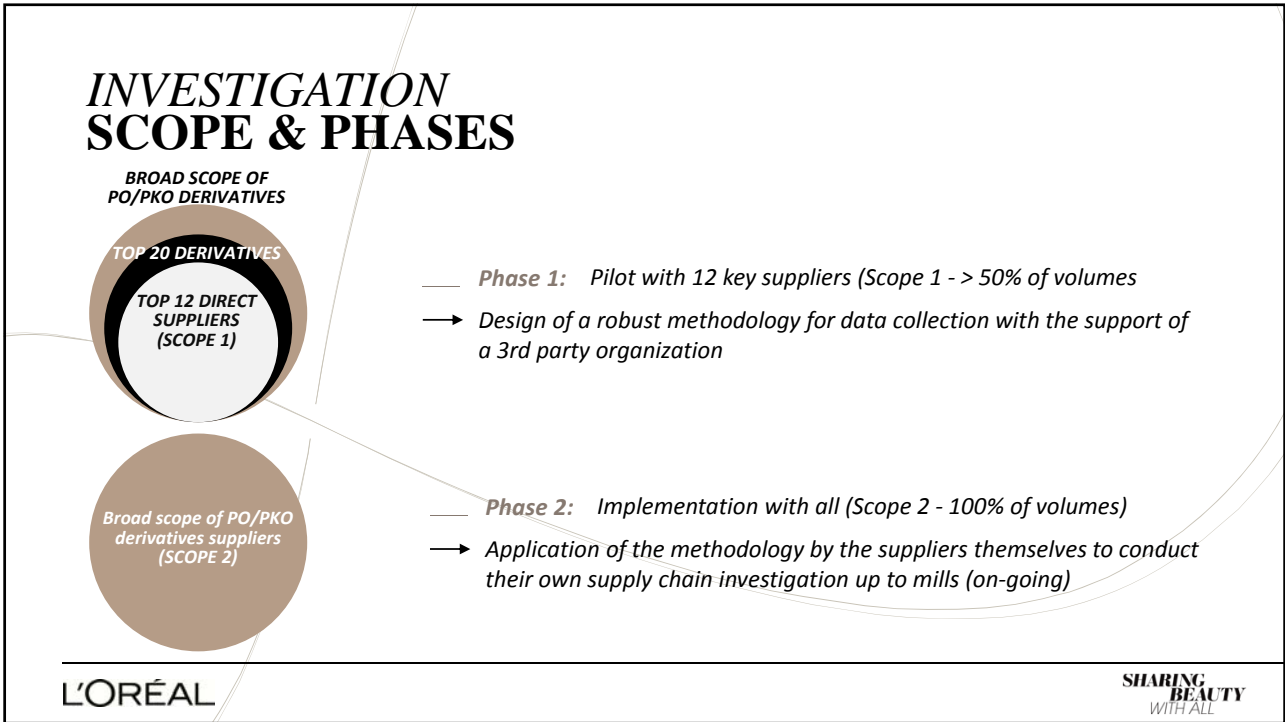 INVESTIGATION
SCOPE & PHASES
BROAD SCOPE OF
PO/PKO DERIVATIVES
TOP 20 DERIVATIVES
TOP 12 DIRECT
SUPPLIERS
(SCOPE 1)
Phase 1: Pilot with 12 key suppliers (Scope 1 - > 50% of volumes
Design of a robust methodology for data collection with the support of
a 3rd party organization
Broad scope of PO/PKO
derivatives suppliers
(SCOPE 2)
Phase 2: Implementation with all (Scope 2 - 100% of volumes)
Application of the methodology by the suppliers themselves to conduct
their own supply chain investigation up to mills (on-going)
L'ORÉAL
SHARING
BEAUTY
WITH ALL